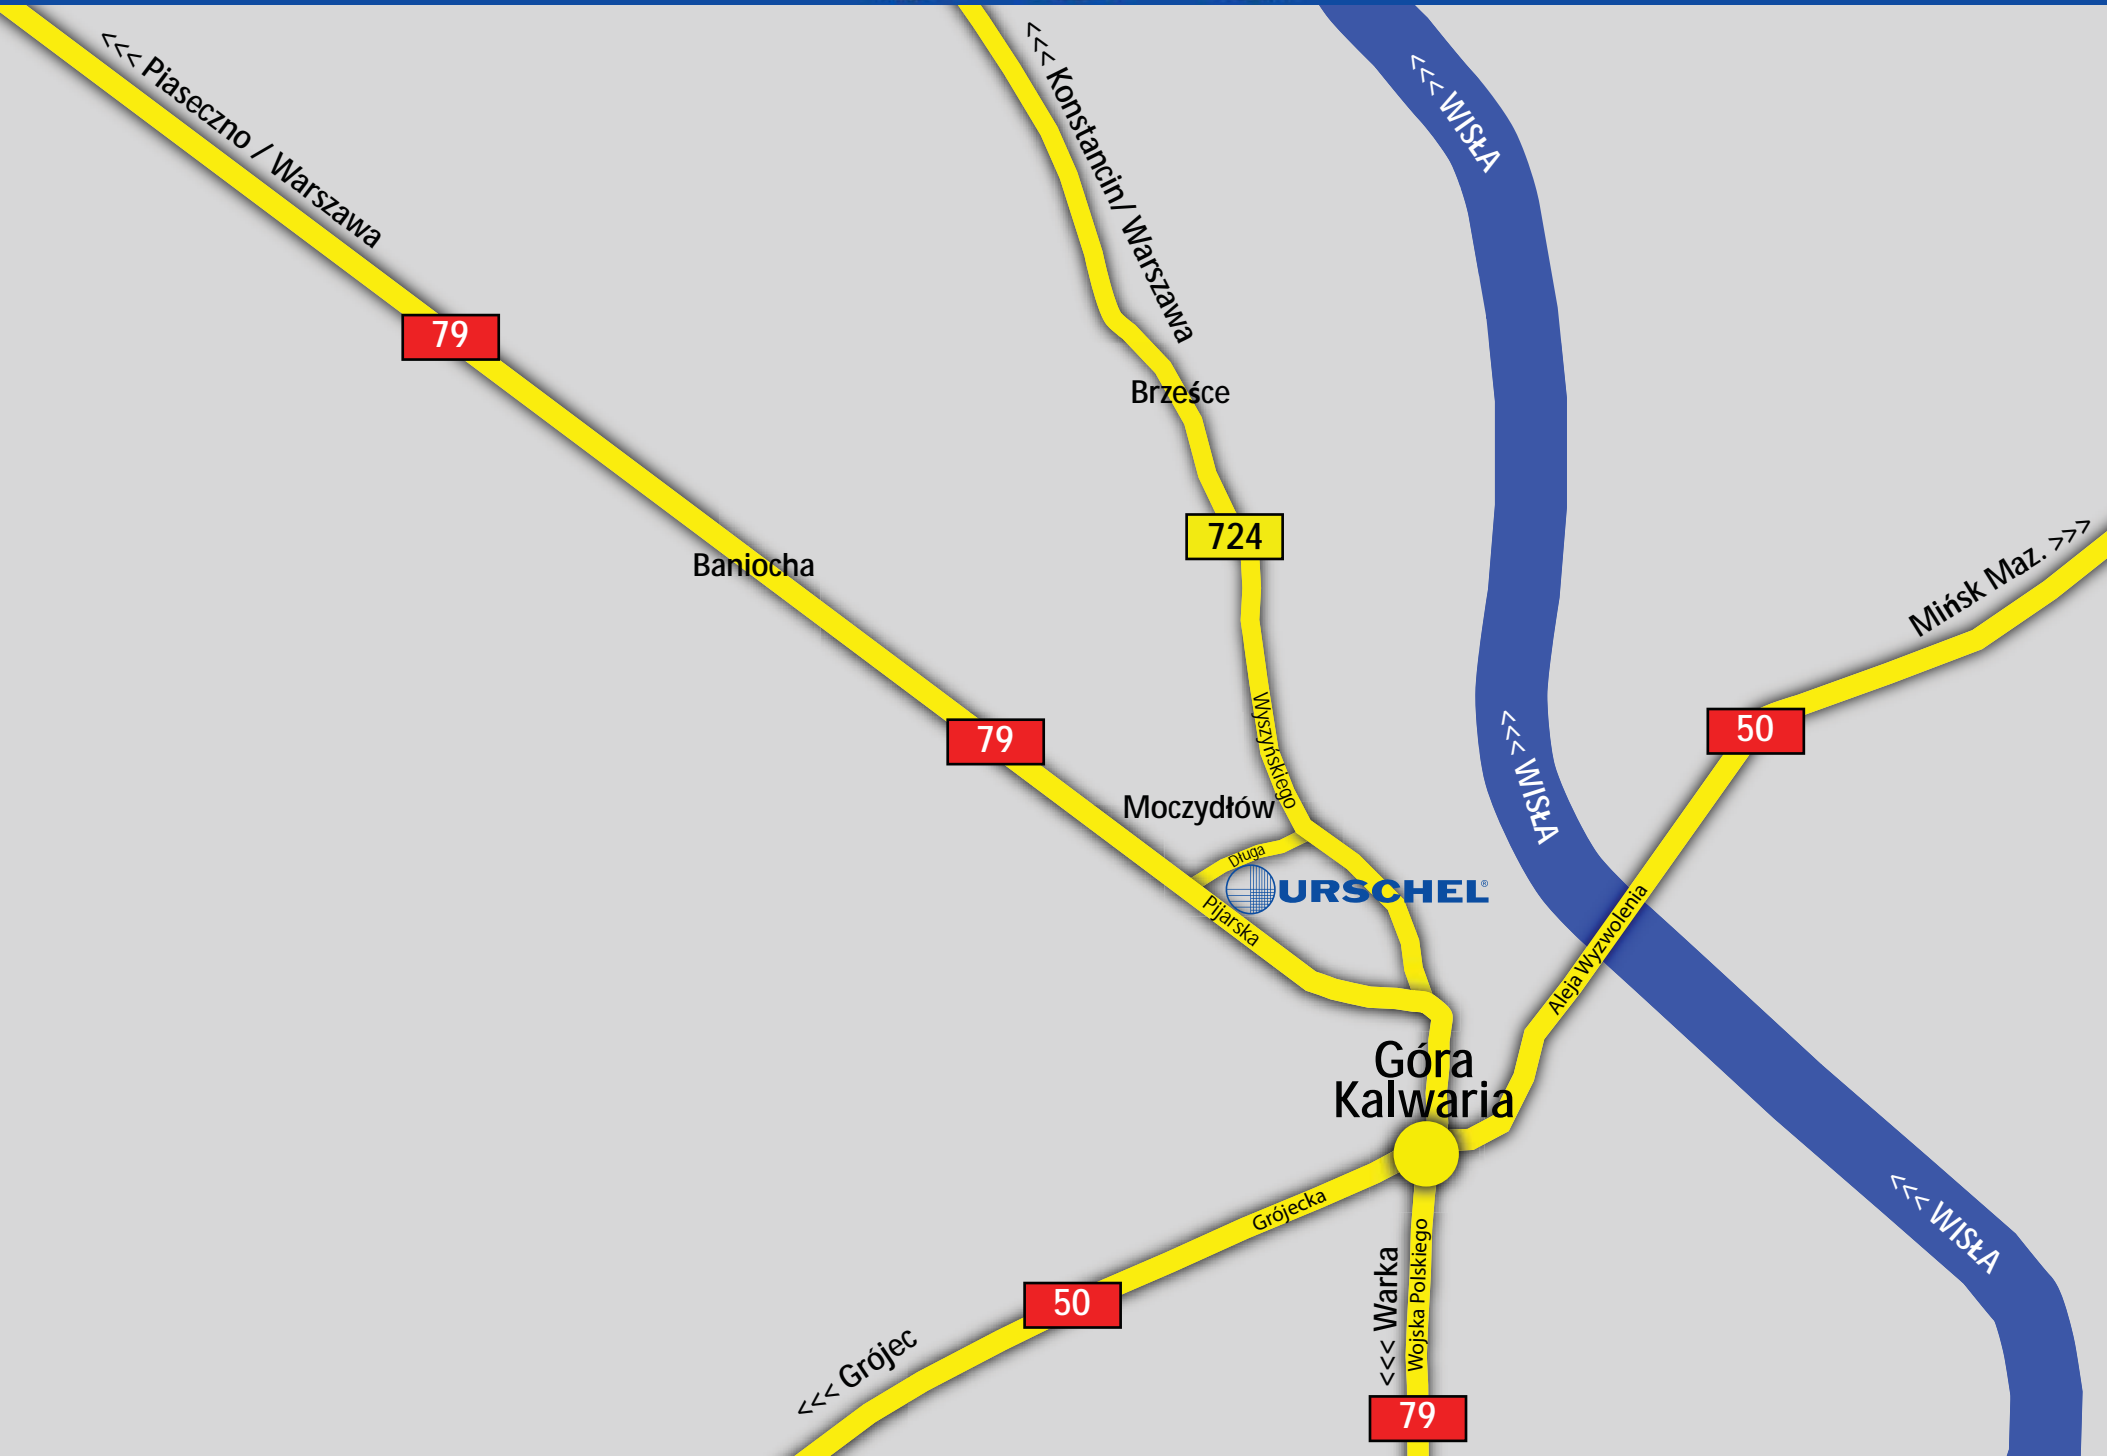 <<< Piaseczno / Warszawa
<<< Konstancin/ Warszawa
<<< WISŁA
79
Brześce
724
Baniocha
Mińsk Maz. >>>
79
50
Wyszyńskiego
<<< WISŁA
Moczydłów
Długa
URSCHEL®
Pijarska
Aleja Wyzwolenia
Góra
Kalwaria
Grójecka
<<< WISŁA
50
<<< Warka
Wojska Polskiego
<<< Grójec
79